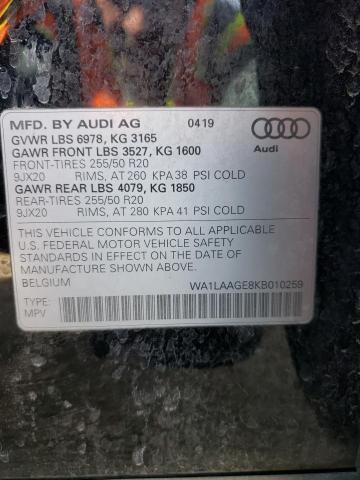 MFD. BY AUDI AG 0419
GVWR LBS 6978, KG 3165
GAWR FRONT LBS 3527, KG 1600
FRONT-TIRES 255/50 R20
9JX20 RIMS, AT 260 KPA 38 PSI COLD
GAWR REAR LBS 4079, KG 1850
REAR-TIRES 255/50 R20
9JX20 RIMS, AT 280 KPA 41 PSI COLD
Audi
THIS VEHICLE CONFORMS TO ALL APPLICABLE
U.S. FEDERAL MOTOR VEHICLE SAFETY
STANDARDS IN EFFECT ON THE DATE OF
MANUFACTURE SHOWN ABOVE.
BELGIUM WA1LAAGE8KB010259
TYPE:
MPV